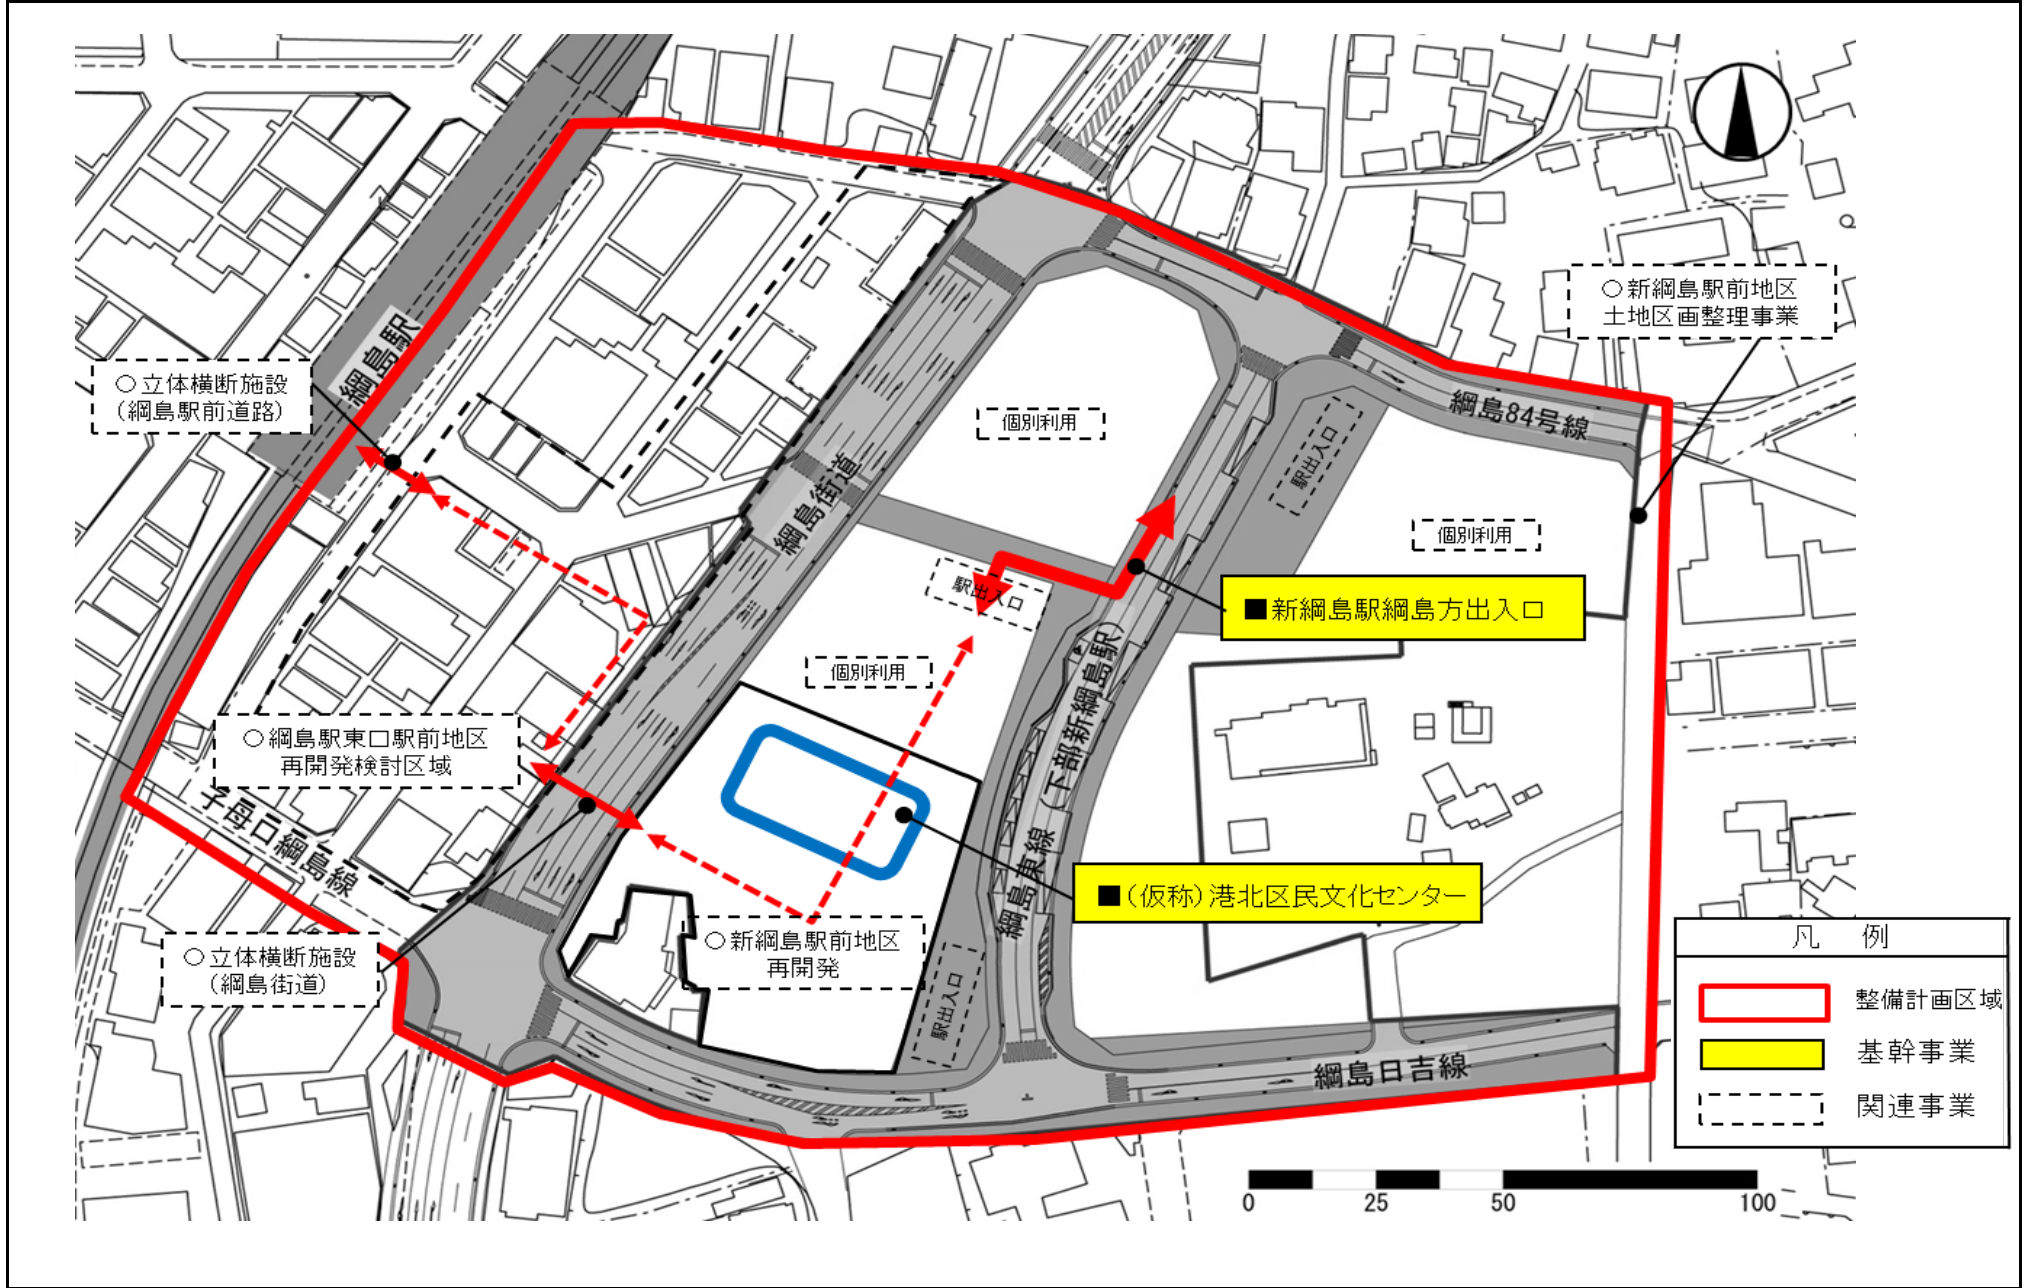 ○新綱島駅前地区
土地区画整理事業
綱島駅
○立体横断施設
(綱島駅前道路)
綱島84号線
個別利用
駅出入口
綱島街道
個別利用
駅出入口
■新綱島駅綱島方出入口
個別利用
綱島東線 (下部新綱島駅)
○綱島駅東口駅前地区
再開発検討区域
子母口綱島線
■(仮称)港北区民文化センター
○立体横断施設
(綱島街道)
○新綱島駅前地区
再開発
駅出入口
綱島日吉線
凡 例
整備計画区域
基幹事業
関連事業
0 25 50 100